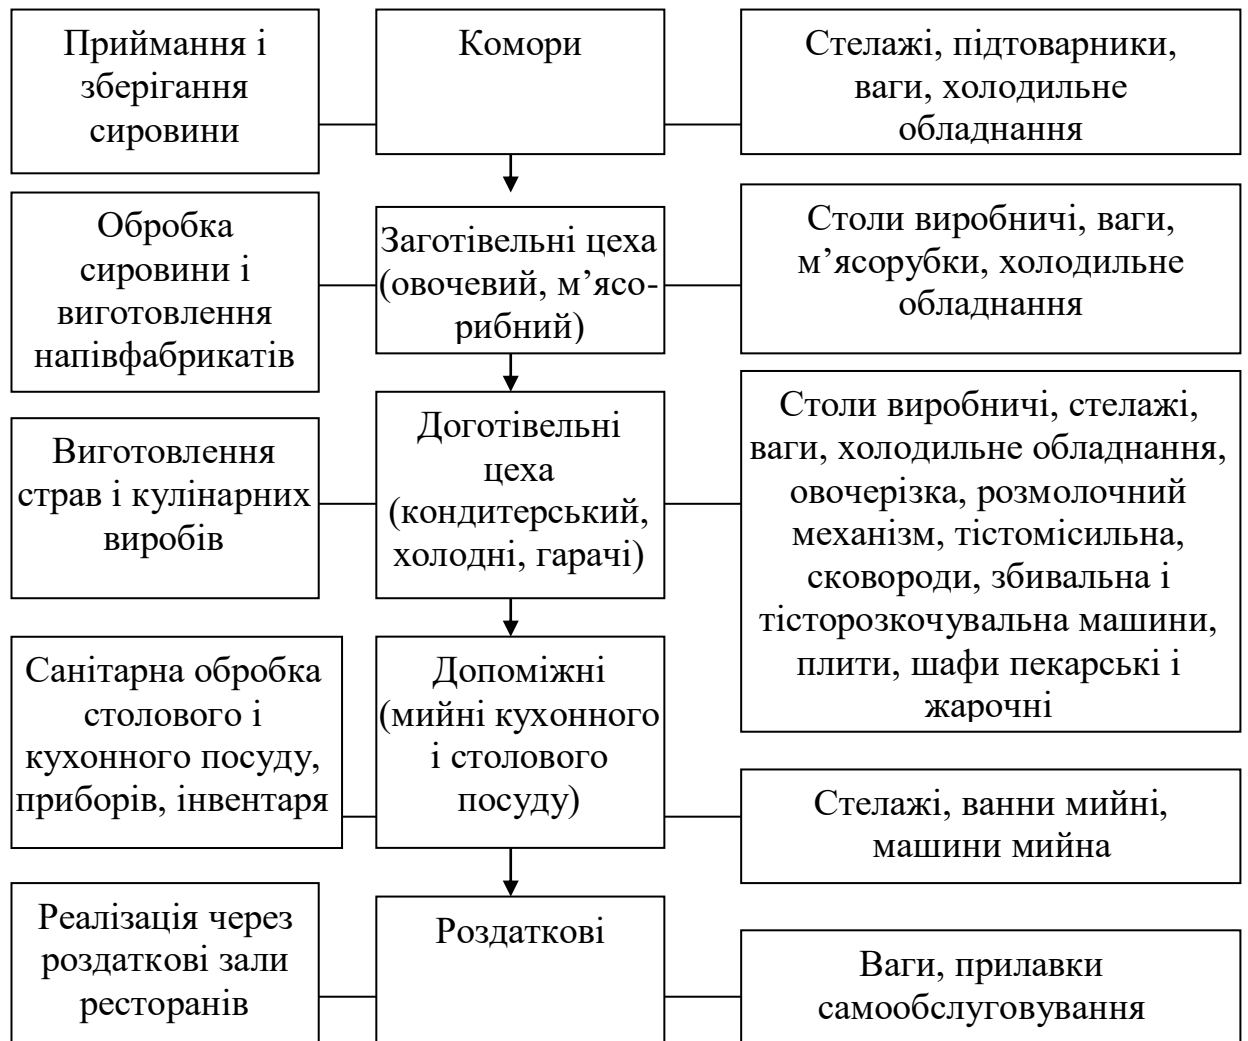 Приймання і
зберігання
сировини
Комори
Стелажі, підтоварники,
ваги, холодильне
обладнання
Обробка
сировини і
виготовлення
напівфабрикатів
Заготівельні цеха
(овочевий, м’ясо-
рибний)
Столи виробничі, ваги,
м’ясорубки, холодильне
обладнання
Виготовлення
страв і кулінарних
виробів
Доготівельні
цеха
(кондитерський,
холодні, гарачі)
Столи виробничі, стелажі,
ваги, холодильне обладнання,
овочерізка, розмолочний
механізм, тістомісильна,
сковороди, збивальна і
тісторозкочувальна машини,
плити, шафи пекарські і
жарочні
Санітарна обробка
столового і
кухонного посуду,
приборів, інвентаря
Допоміжні
(мийні кухонного
і столового
посуду)
Стелажі, ванни мийні,
машини мийна
Реалізація через
роздаткові зали
ресторанів
Роздаткові
Ваги, прилавки
самообслуговування